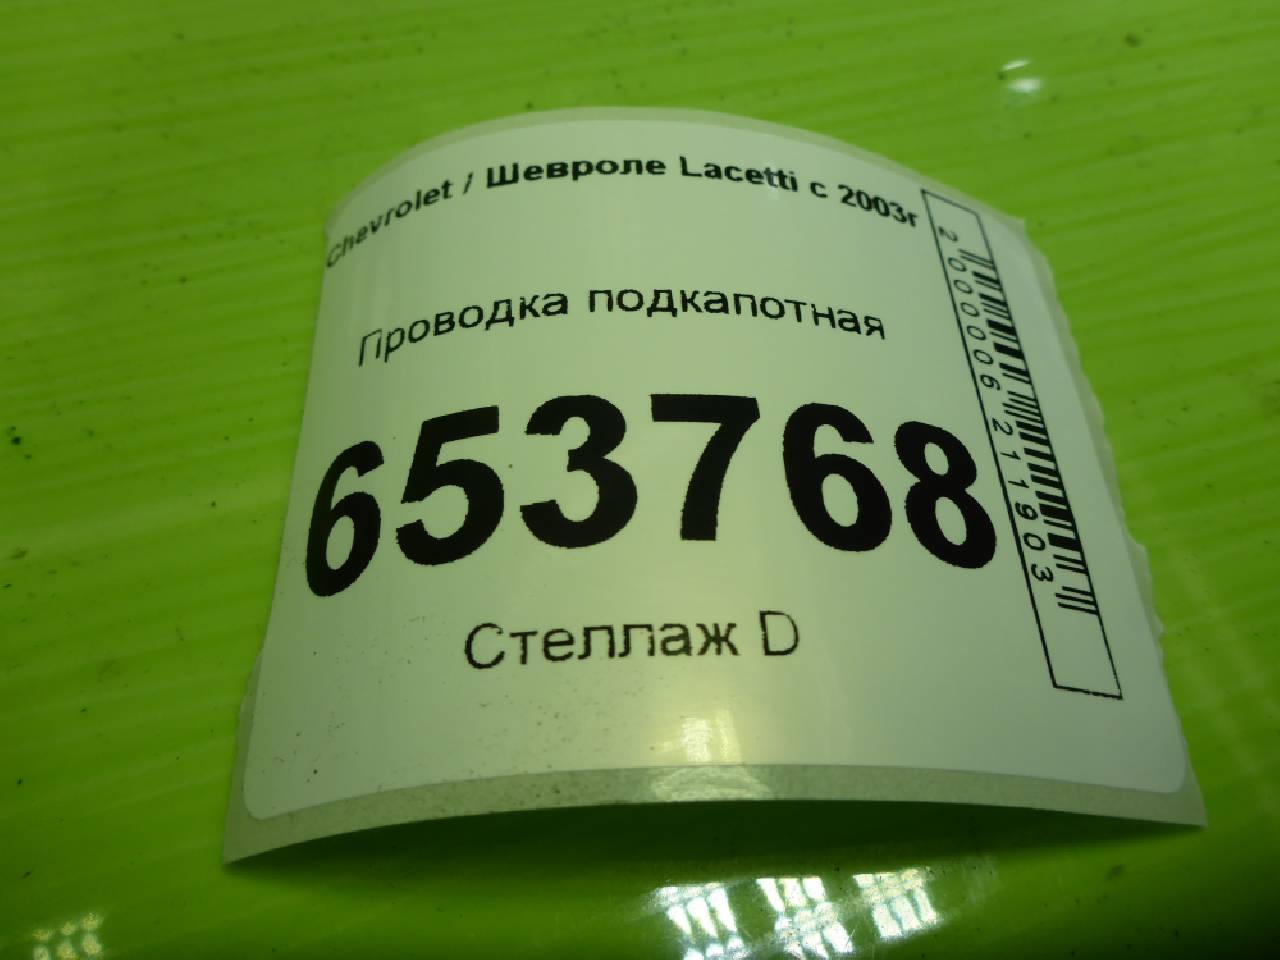 Chevrolet / Шевроле Lacetti с 2003г
Проводка подкапотная
653768
Стеллаж D
2000006211903